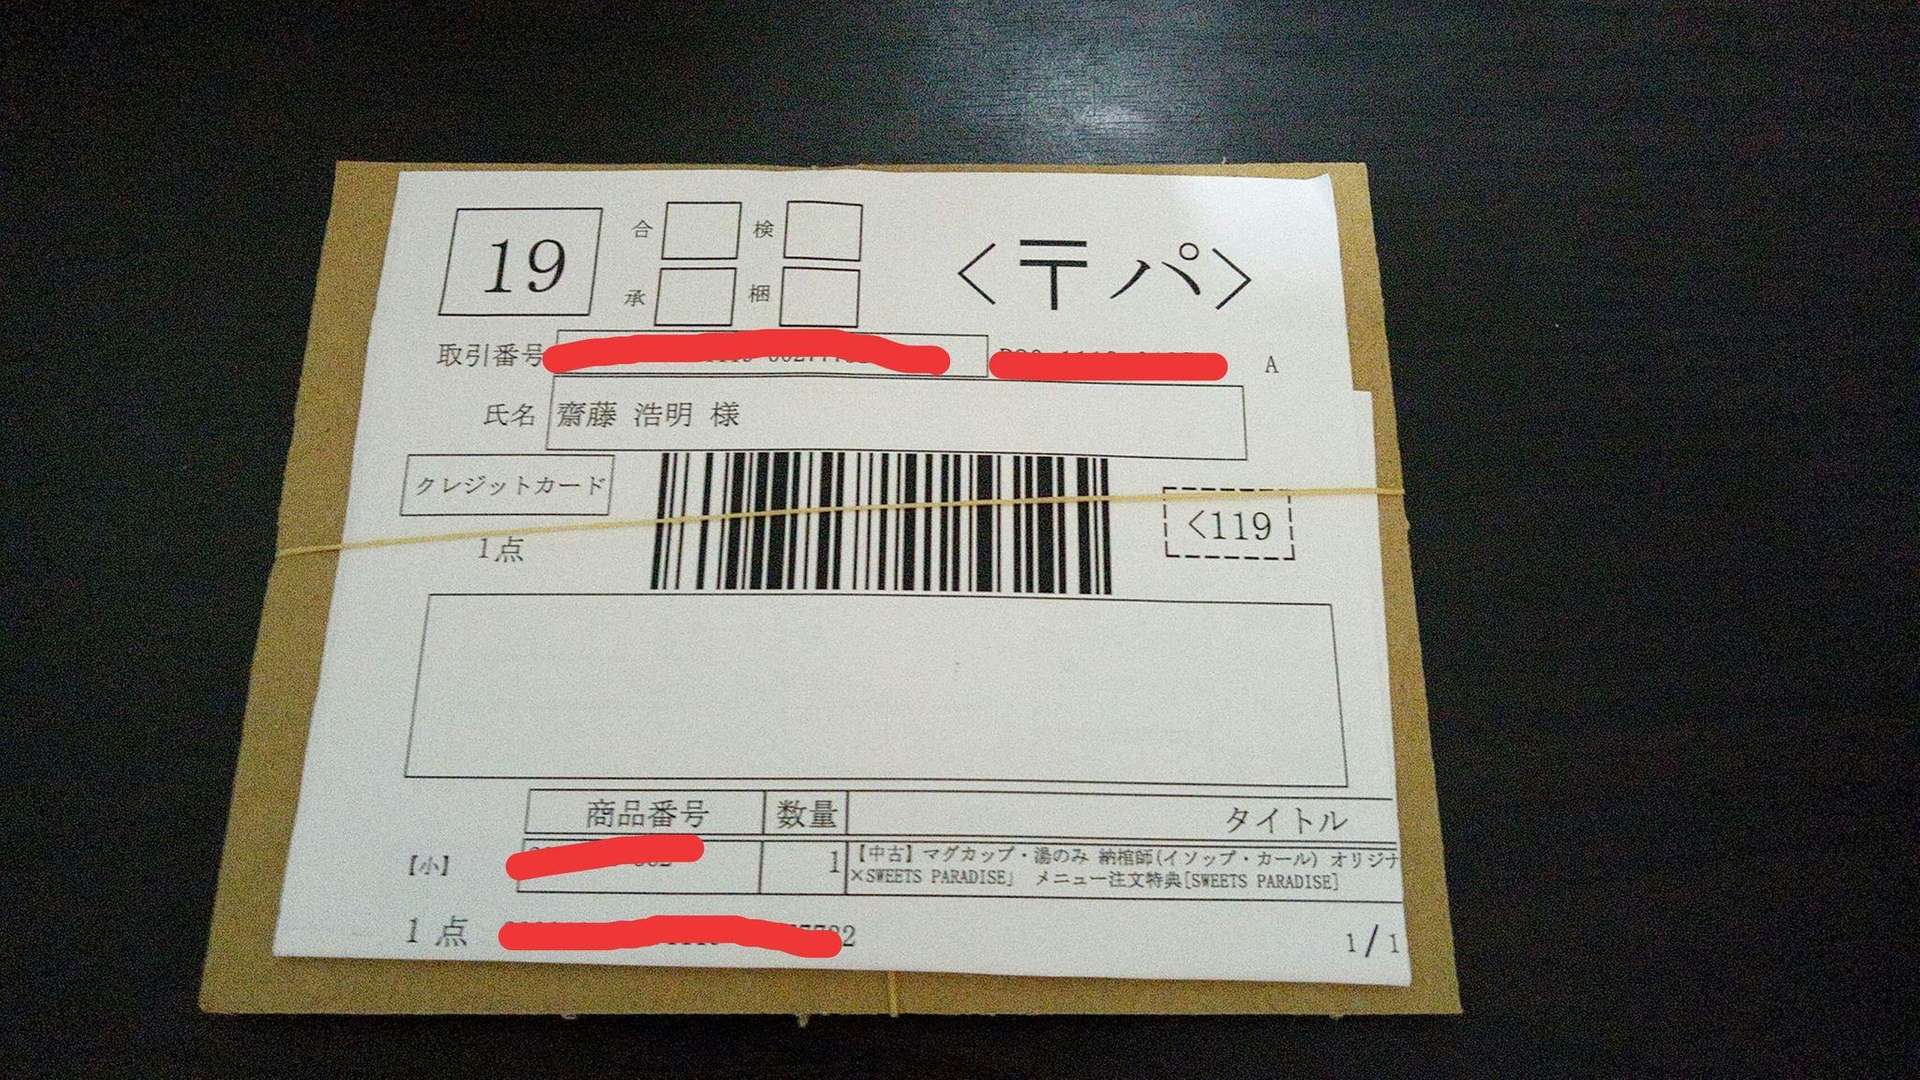 19 合 検 〈〒パ〉
承 梱
取引番号 A
氏名 齋藤 浩明 様
クレジットカード
1点 <119
商品番号 数量 タイトル
【小】 1 【中古】マグカップ・湯のみ 納棺師(イソップ・カール) オリジナ
×SWEETS PARADISE」 メニュー注文特典[SWEETS PARADISE]
1 点 1/1